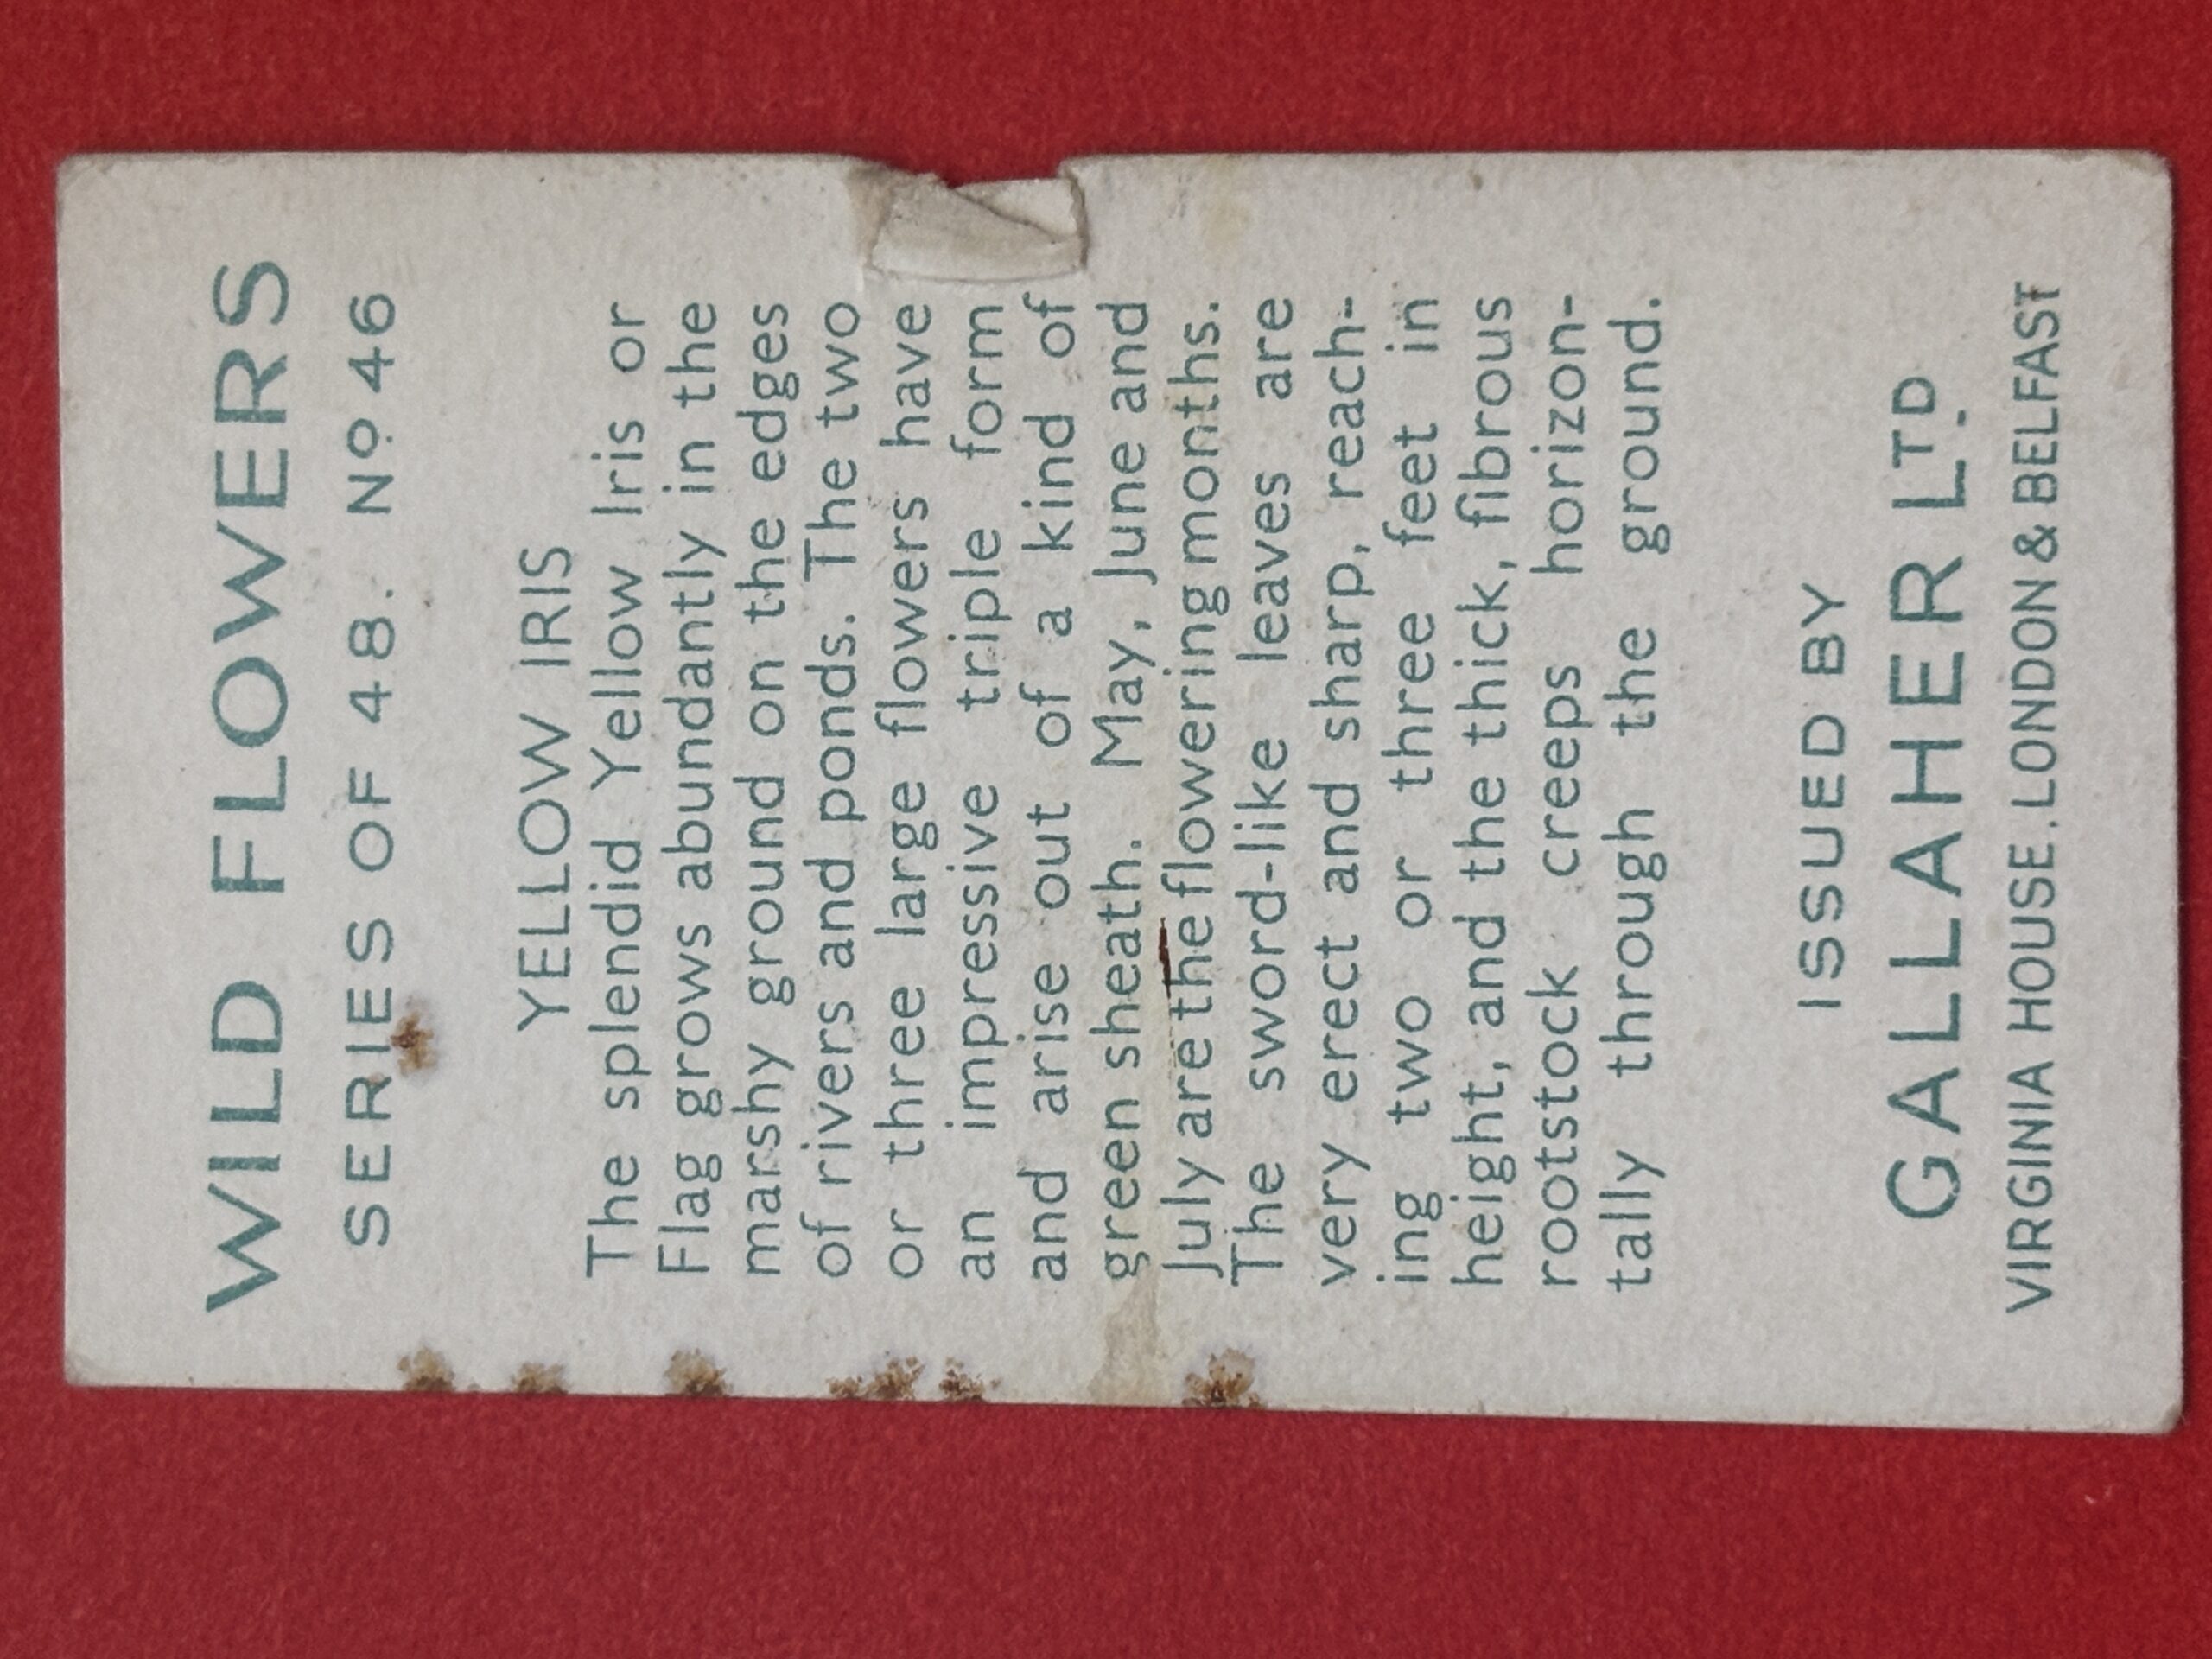 WILD FLOWERS
SERIES OF 48. No 46
YELLOW IRIS
The splendid Yellow Iris or
Flag grows abundantly in the
marshy ground on the edges
of rivers and ponds. The two
or three large flowers have
an impressive triple form
and arise out of a kind of
green sheath. May, June and
July are the flowering months.
The sword-like leaves are
very erect and sharp, reach-
ing two or three feet in
height, and the thick, fibrous
rootstock creeps horizon-
tally through the ground.
ISSUED BY
GALLAHER LTD.
VIRGINIA HOUSE. LONDON & BELFAST